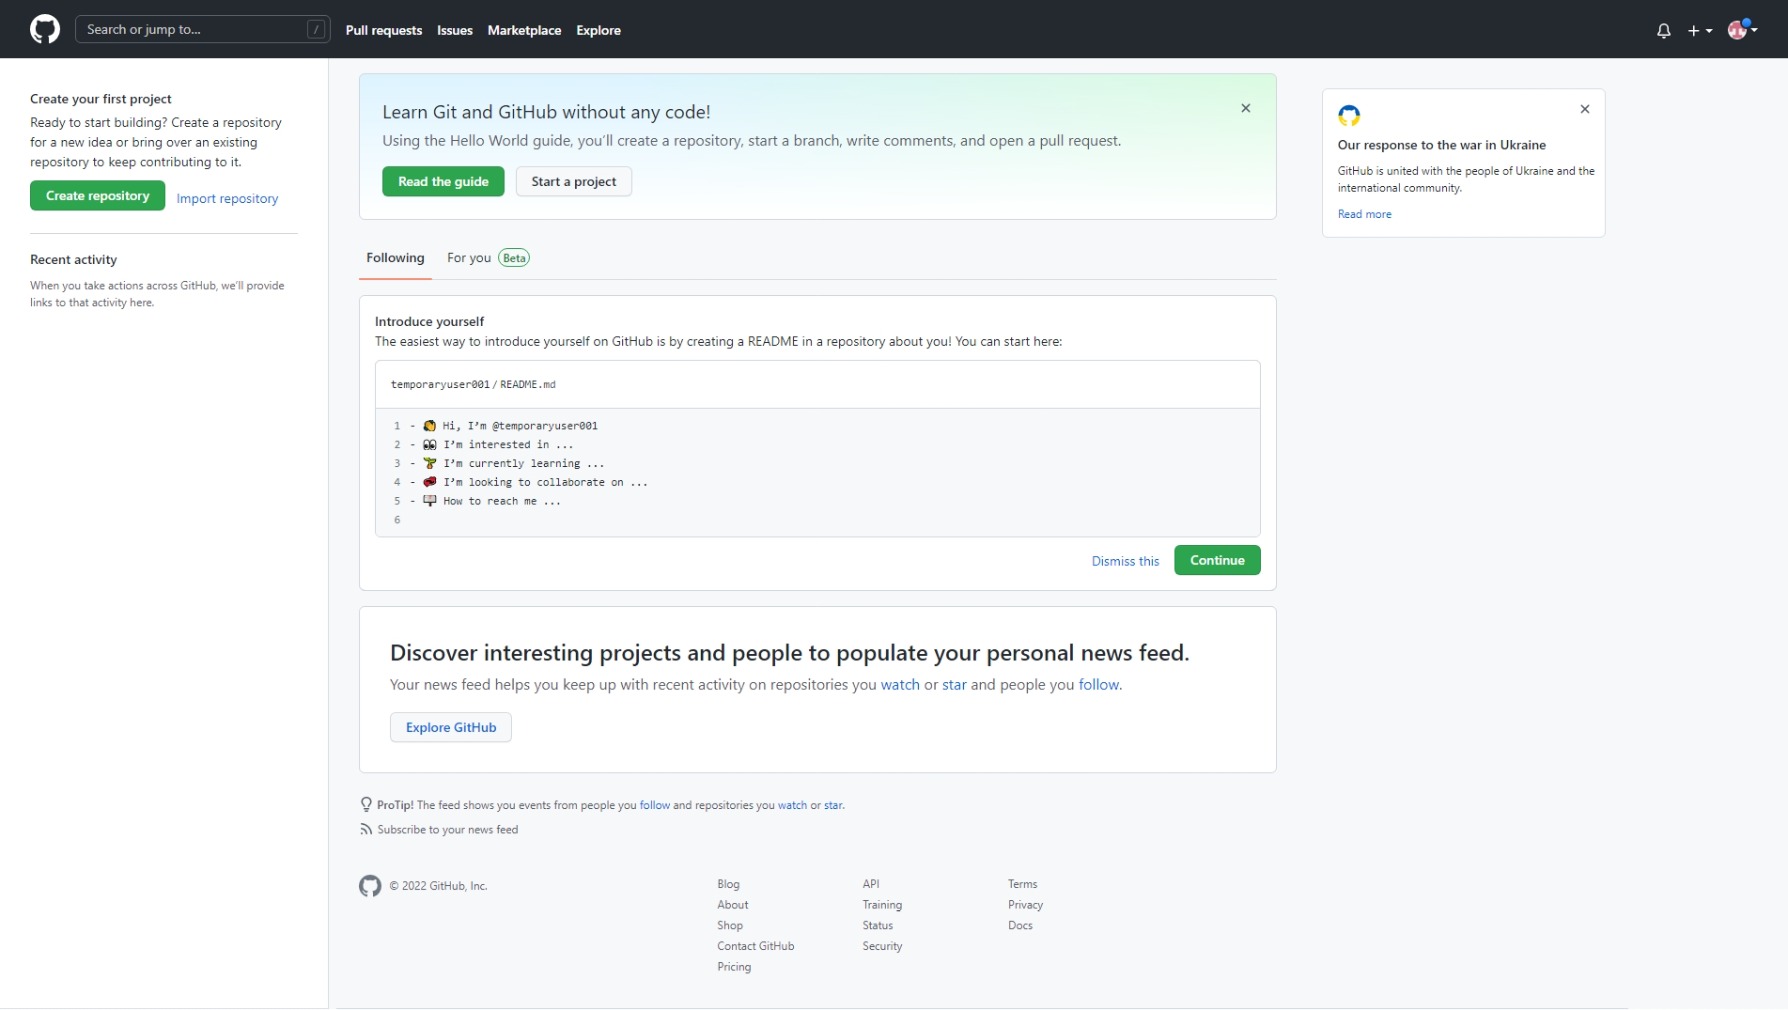 Search or jump to...
/
Pull requests
Issues
Marketplace
Explore
Create your first project
Ready to start building? Create a repository
for a new idea or bring over an existing
repository to keep contributing to it.
Create repository
Import repository
Recent activity
When you take actions across GitHub, we'll provide
links to that activity here.
Learn Git and GitHub without any code!
Using the Hello World guide, you'll create a repository, start a branch, write comments, and open a pull request.
Read the guide
Start a project
Following
For you Beta
Introduce yourself
The easiest way to introduce yourself on GitHub is by creating a README in a repository about you! You can start here:
temporaryuser001 / README.md
1 - 👋 Hi, I'm @temporaryuser001
2 - 👀 I'm interested in ...
3 - 🌱 I'm currently learning ...
4 - 💞️ I'm looking to collaborate on ...
5 - 📫 How to reach me ...
6
Dismiss this
Continue
Discover interesting projects and people to populate your personal news feed.
Your news feed helps you keep up with recent activity on repositories you watch or star and people you follow.
Explore GitHub
ProTip! The feed shows you events from people you follow and repositories you watch or star.
Subscribe to your news feed
Our response to the war in Ukraine
GitHub is united with the people of Ukraine and the
international community.
Read more
© 2022 GitHub, Inc.
Blog
About
Shop
Contact GitHub
Pricing
API
Training
Status
Security
Terms
Privacy
Docs